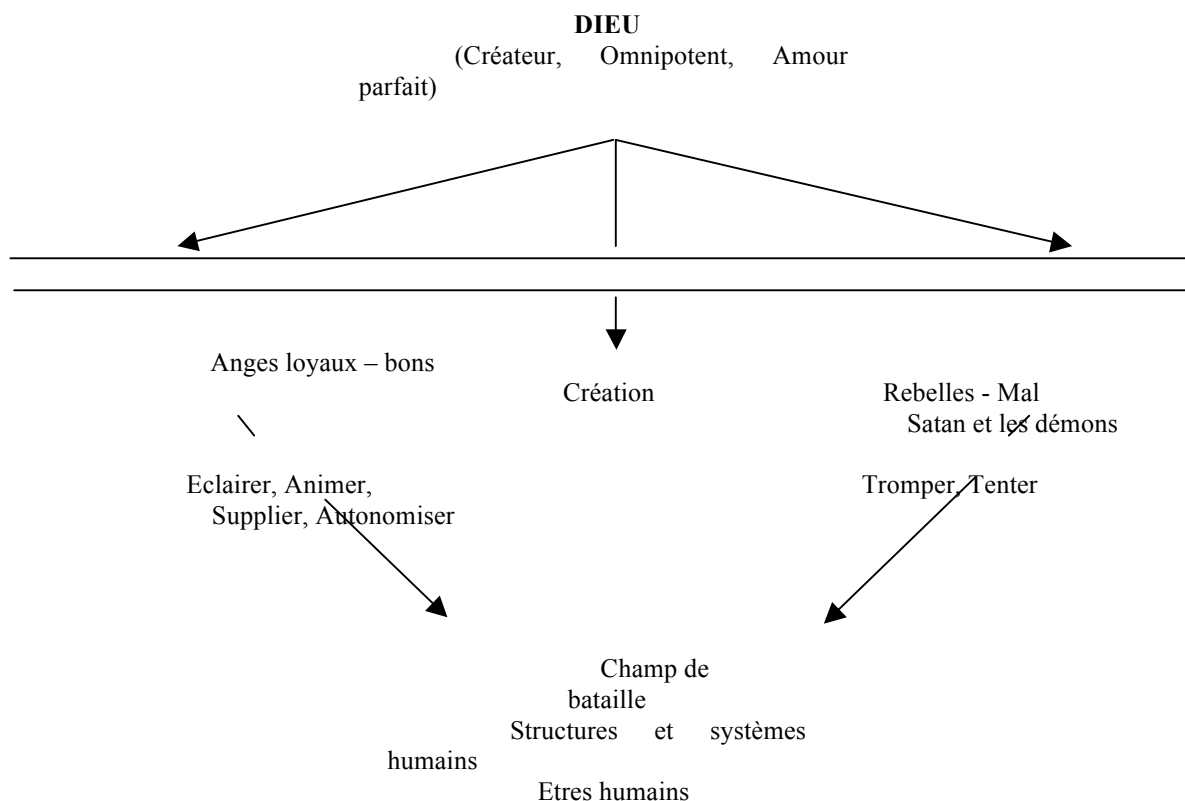 DIEU
(Créateur, Omnipotent, Amour
parfait)
Anges loyaux – bons
Création
Rebelles - Mal
Satan et les démons
Eclairer, Animer,
Supplier, Autonomiser
Tromper, Tenter
Champ de
bataille
Structures et systèmes
humains
Etres humains